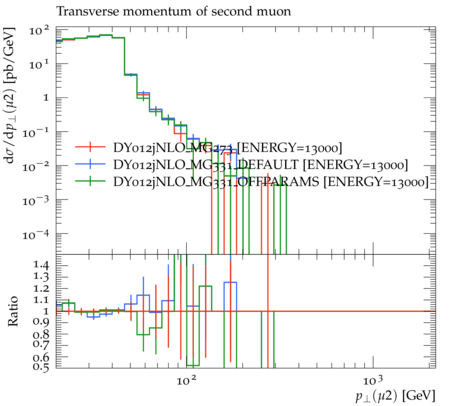 Transverse momentum of second muon
dσ/dp⊥(μ2) [pb/GeV]
10²
10¹
1
10⁻¹
10⁻²
10⁻³
10⁻⁴
DY012jNLO_MG273 [ENERGY=13000]
DY012jNLO_MG331_DEFAULT [ENERGY=13000]
DY012jNLO_MG331_OFFPARAMS [ENERGY=13000]
Ratio
1.4
1.3
1.2
1.1
1
0.9
0.8
0.7
0.6
0.5
10²
10³
p⊥(μ2) [GeV]